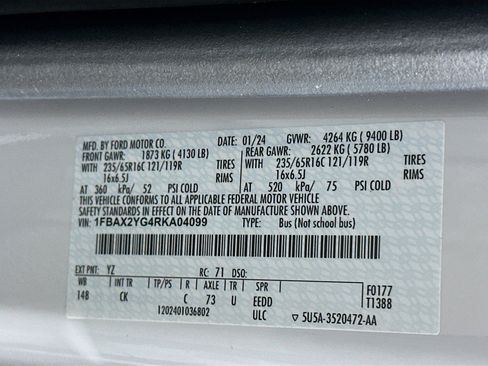 MFD. BY FORD MOTOR CO. 01/24 GVWR: 4264 KG (9400 LB)
FRONT GAWR: 1873 KG (4130 LB) REAR GAWR: 2622 KG (5780 LB)
WITH 235/65R16C 121/119R TIRES WITH 235/65R16C 121/119R TIRES
16x6.5J RIMS 16x6.5J RIMS
AT 360 kPa/ 52 PSI COLD AT 520 kPa/ 75 PSI COLD
THIS VEHICLE CONFORMS TO ALL APPLICABLE FEDERAL MOTOR VEHICLE
SAFETY STANDARDS IN EFFECT ON THE DATE OF MANUFACTURE SHOWN ABOVE.
VIN: 1FBAX2YG4RKA04099 TYPE: Bus (Not school bus)
EXT PNT: YZ RC: 71 DSO: F0177
WB INT TR TP/PS R AXLE TR SPR T1388
14B CK C 73 U EEDD
1202401036802 ULC 5U5A-3520472-AA